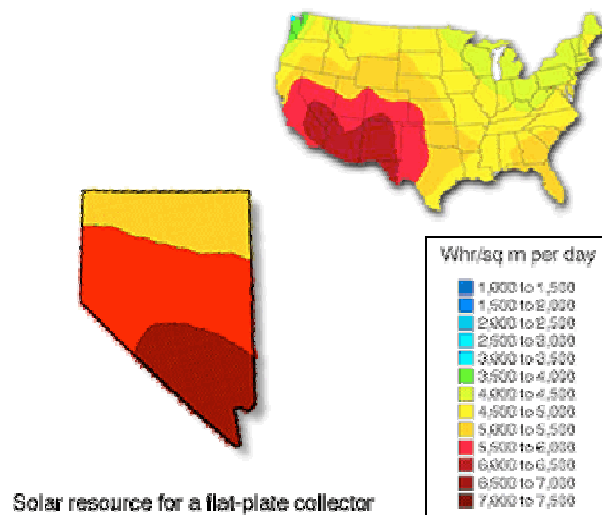 Whr/sq m per day
1,000 to 1,500
1,500 to 2,000
2,000 to 2,500
2,500 to 3,000
3,000 to 3,500
3,500 to 4,000
4,000 to 4,500
4,500 to 5,000
5,000 to 5,500
5,500 to 6,000
6,000 to 6,500
6,500 to 7,000
7,000 to 7,500
Solar resource for a flat-plate collector